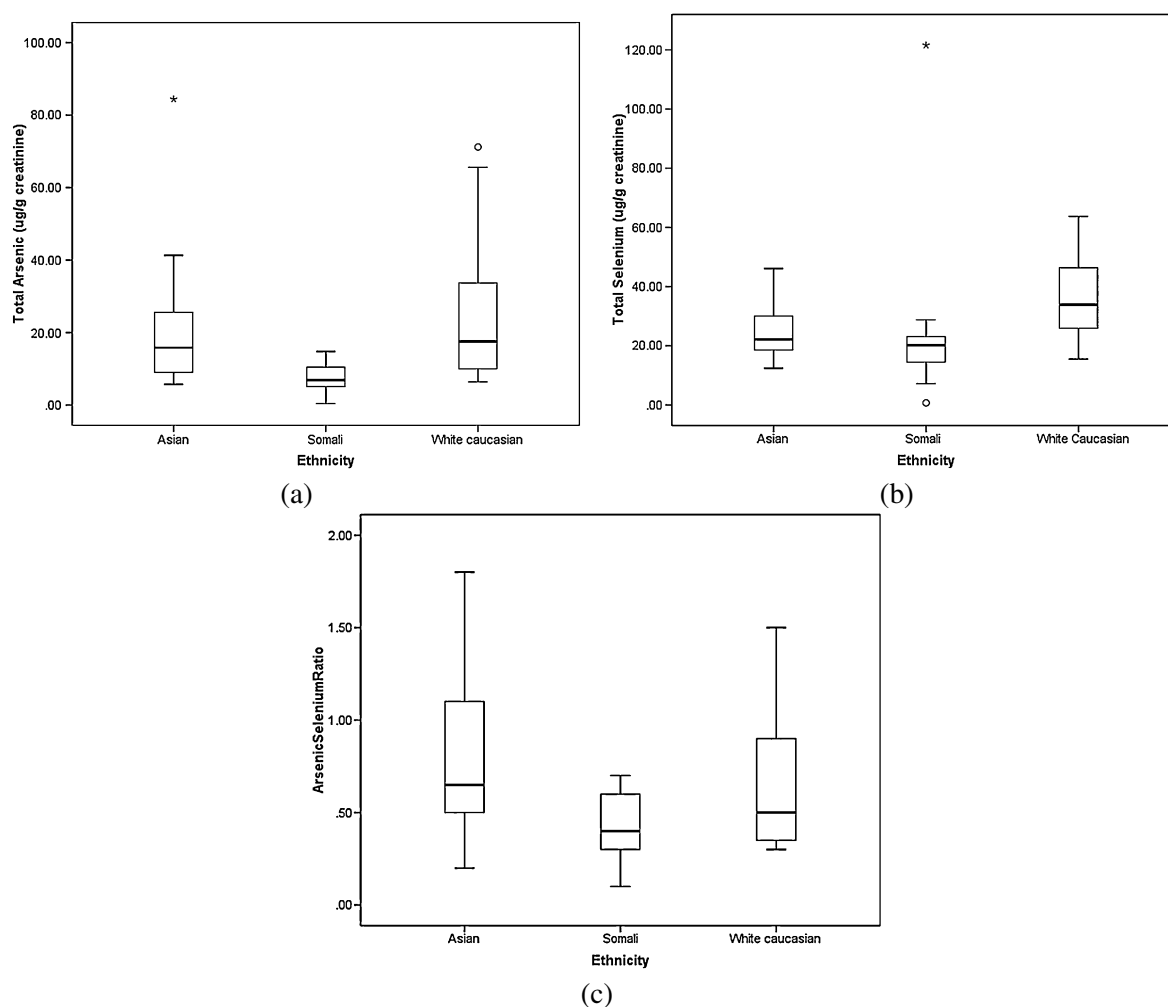 100.00
80.00
60.00
40.00
20.00
.00
Total Arsenic (ug/g creatinine)
Asian
Somali
White caucasian
Ethnicity
(a)
120.00
100.00
80.00
60.00
40.00
20.00
.00
Total Selenium (ug/g creatinine)
Asian
Somali
White Caucasian
Ethnicity
(b)
2.00
1.50
1.00
.50
.00
ArsenicSeleniumRatio
Asian
Somali
White caucasian
Ethnicity
(c)